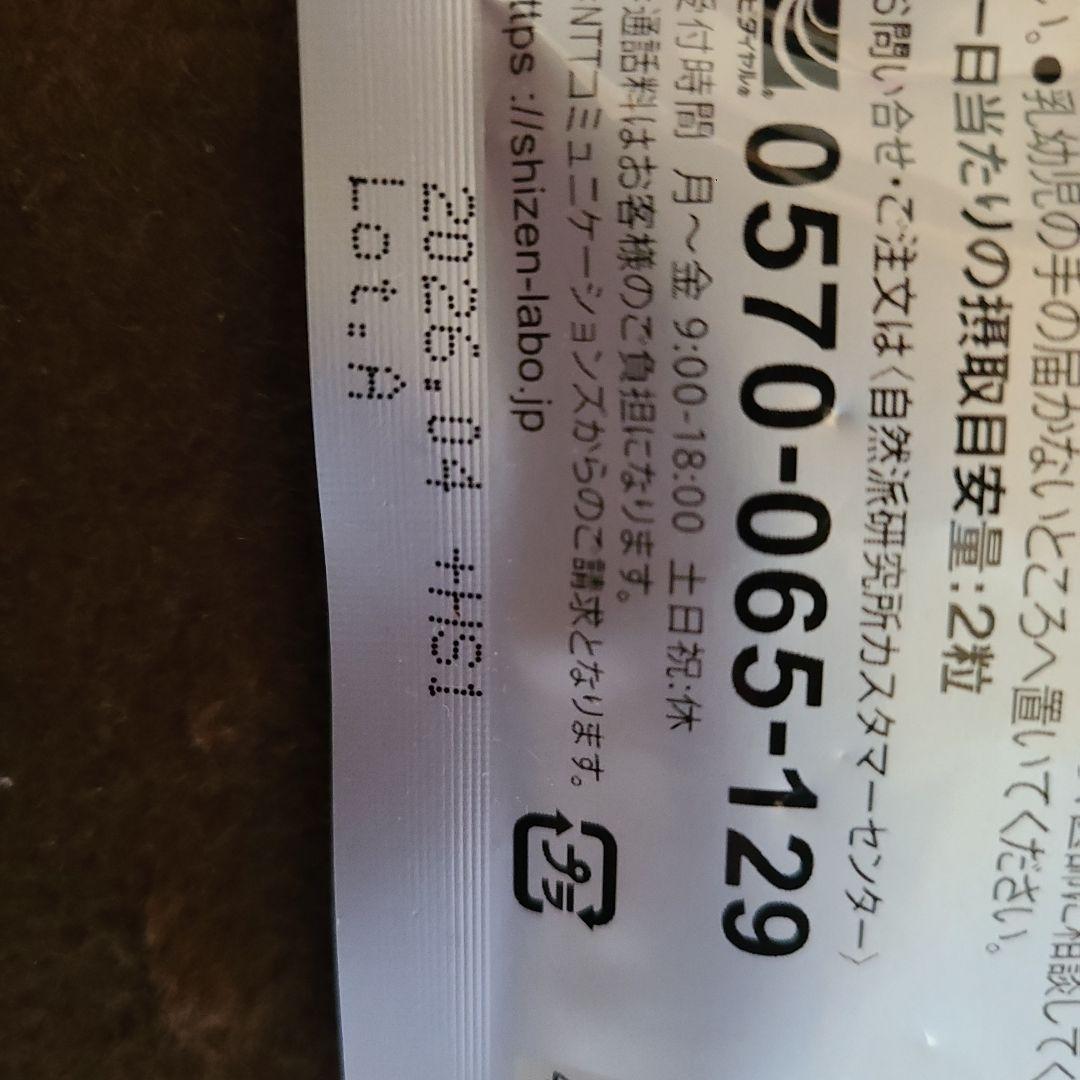 い。●乳幼児の手の届かないところへ置いてください。
一日当たりの摂取目安量:2粒
お問い合せ・ご注文は〈自然派研究所カスタマーセンター〉
0570-065-129
受付時間 月〜金 9:00-18:00 土日祝:休
通話料はお客様のご負担になります。
NTTコミュニケーションズからのご請求となります。
https://shizen-labo.jp
プラ
2026.04 +HS1
Lot.A